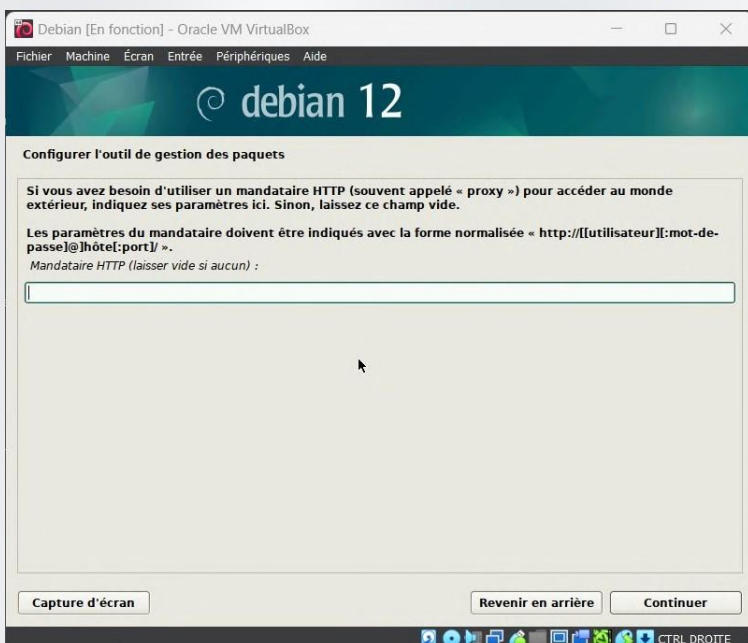 Debian [En fonction] - Oracle VM VirtualBox
Fichier Machine Écran Entrée Périphériques Aide
debian 12
Configurer l'outil de gestion des paquets
Si vous avez besoin d'utiliser un mandataire HTTP (souvent appelé « proxy ») pour accéder au monde
extérieur, indiquez ses paramètres ici. Sinon, laissez ce champ vide.
Les paramètres du mandataire doivent être indiqués avec la forme normalisée « http://[[utilisateur][:mot-de-
passe]@]hôte[:port]/ ».
Mandataire HTTP (laisser vide si aucun) :
Capture d'écran
Revenir en arrière
Continuer
CTRL DROITE